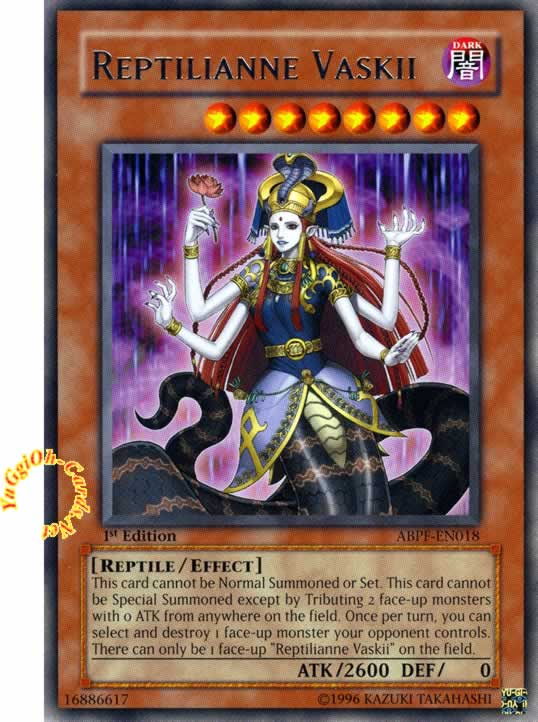 REPTILIANNE VASKII
DARK
闇
1st Edition
ABPF-EN018
[REPTILE/EFFECT]
This card cannot be Normal Summoned or Set. This card cannot
be Special Summoned except by Tributing 2 face-up monsters
with 0 ATK from anywhere on the field. Once per turn, you can
select and destroy 1 face-up monster your opponent controls.
There can only be 1 face-up "Reptilianne Vaskii" on the field.
ATK/2600 DEF/ 0
16886617
©1996 KAZUKI TAKAHASHI
YuGgiOh-Cards.Net